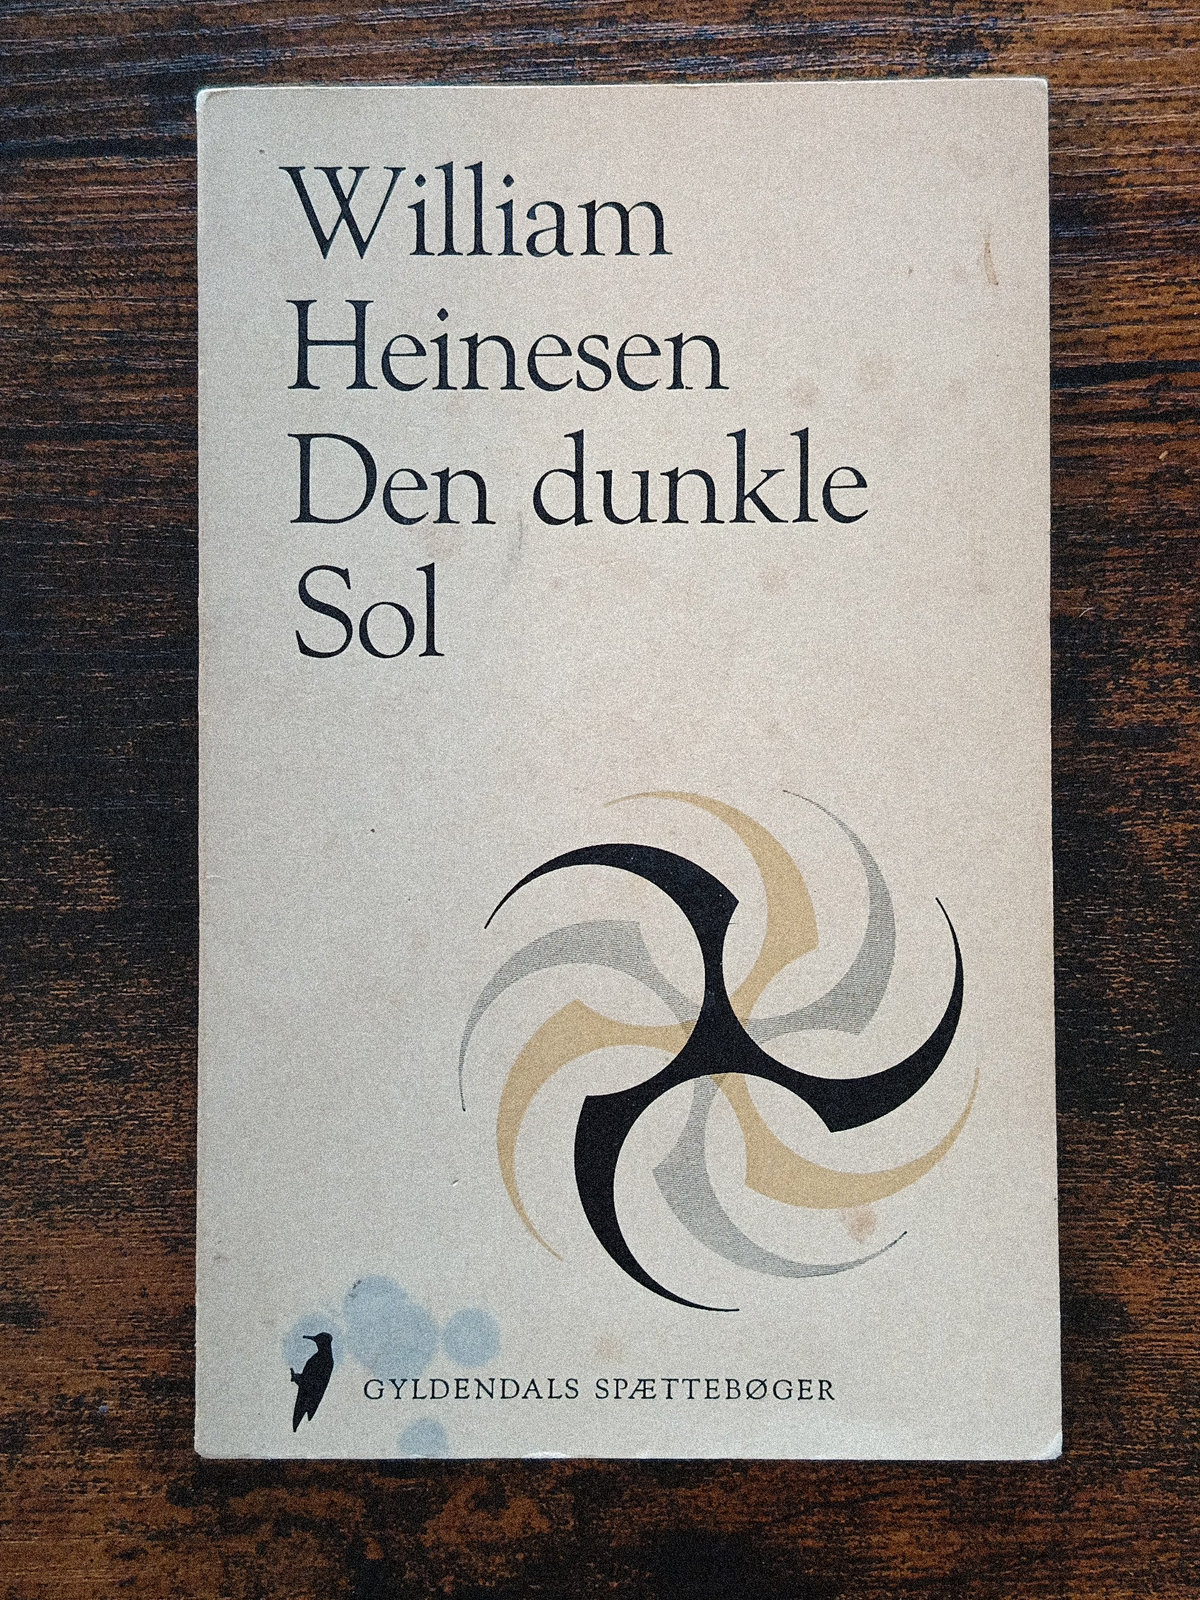 William
Heinesen
Den dunkle
Sol
GYLDENDALS SPÆTTEBØGER